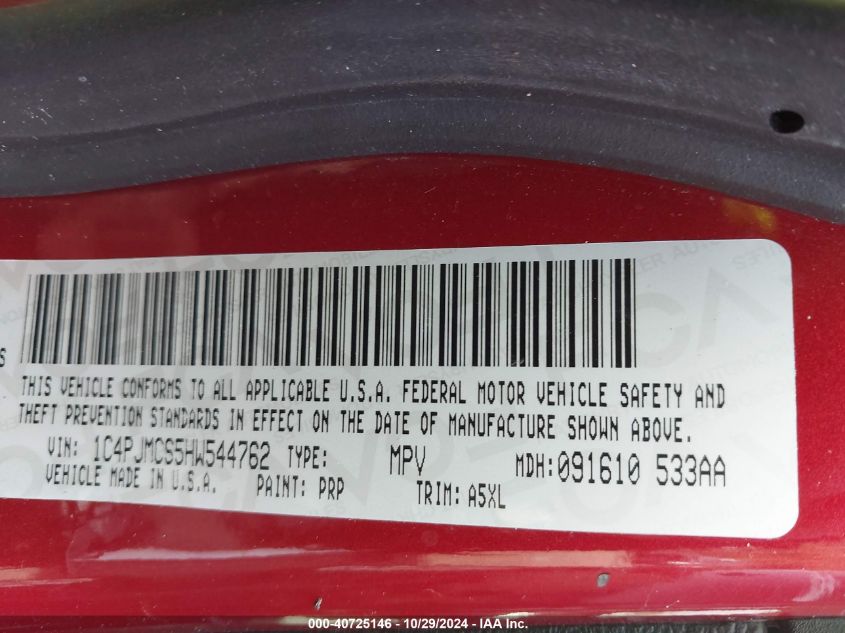 S
THIS VEHICLE CONFORMS TO ALL APPLICABLE U.S.A. FEDERAL MOTOR VEHICLE SAFETY AND
THEFT PREVENTION STANDARDS IN EFFECT ON THE DATE OF MANUFACTURE SHOWN ABOVE.
VIN: 1C4PJMCS5HW544762 TYPE: MPV MDH:091610 533AA
VEHICLE MADE IN U.S.A. PAINT: PRP TRIM: A5XL
000-40725146 - 10/29/2024 - IAA, Inc.